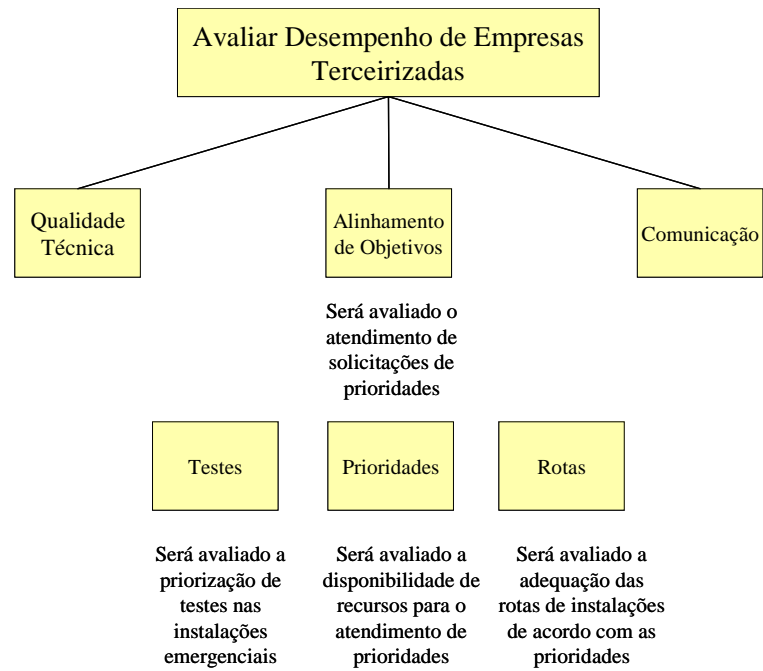 Avaliar Desempenho de Empresas
Terceirizadas
Qualidade
Técnica
Alinhamento
de Objetivos
Comunicação
Será avaliado o
atendimento de
solicitações de
prioridades
Testes
Prioridades
Rotas
Será avaliado a
priorização de
testes nas
instalações
emergenciais
Será avaliado a
disponibilidade de
recursos para o
atendimento de
prioridades
Será avaliado a
adequação das
rotas de instalações
de acordo com as
prioridades